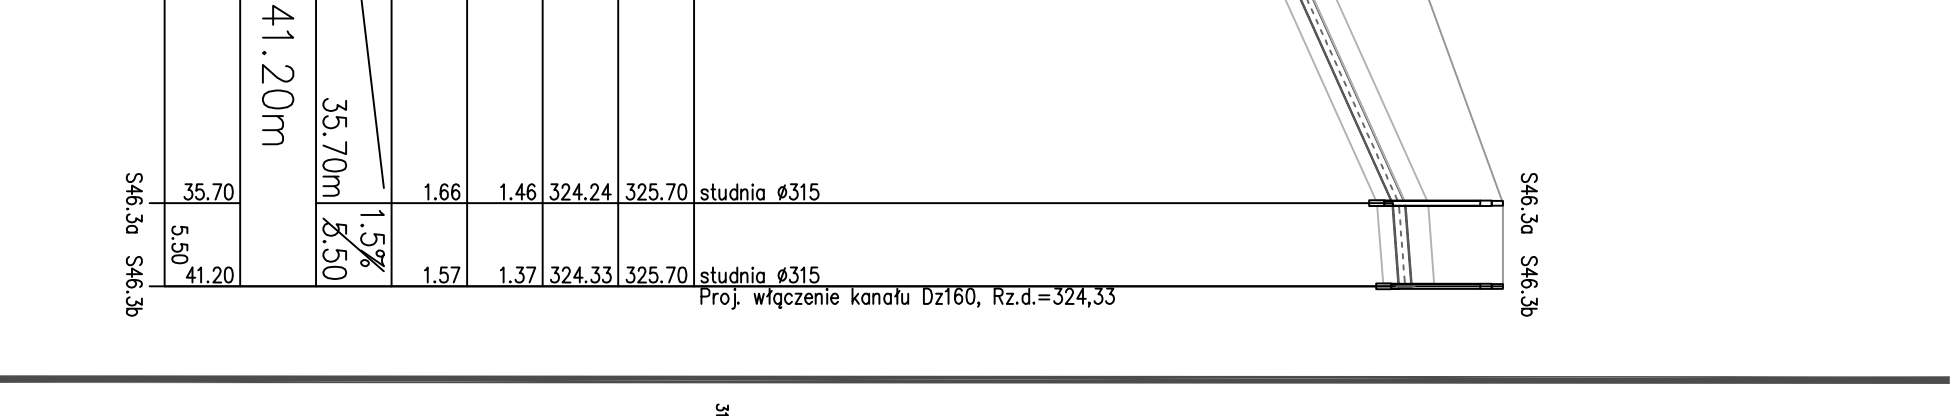 41.20m
35.70m
1.5%
5.50
S46.3a 35.70 1.66 1.46 324.24 325.70 studnia ø315 S46.3a
5.50
S46.3b 41.20 1.57 1.37 324.33 325.70 studnia ø315 S46.3b
Proj. włączenie kanału Dz160, Rz.d.=324,33
31